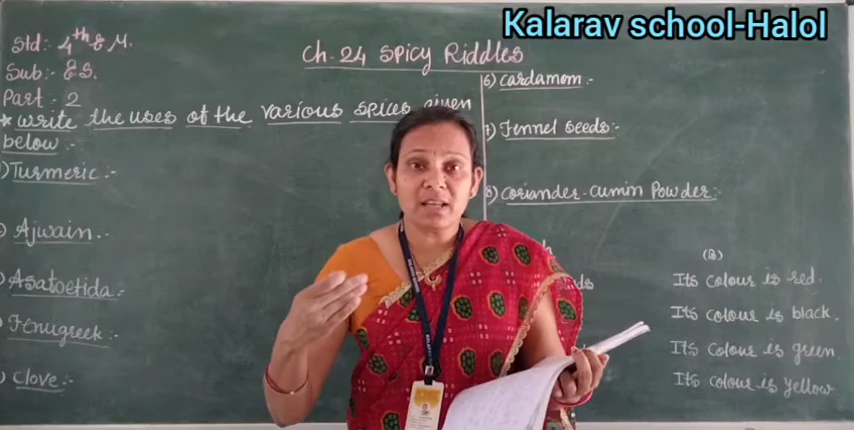 Kalarav school-Halol
Std:- 4th E M.
Sub:- ES.
Part:- 2
Ch. 24 Spicy Riddles
* write the uses of the various spices given
below :-
) Turmeric :-
) Ajwain :-
) Asafoetida :-
) Fenugreek :-
) Clove :-
6) Cardamom :-
7) Fennel seeds :-
8) Coriander-cumin Powder :-
(B)
Its colour is red.
Its colour is black.
Its colour is green
Its colour is yellow